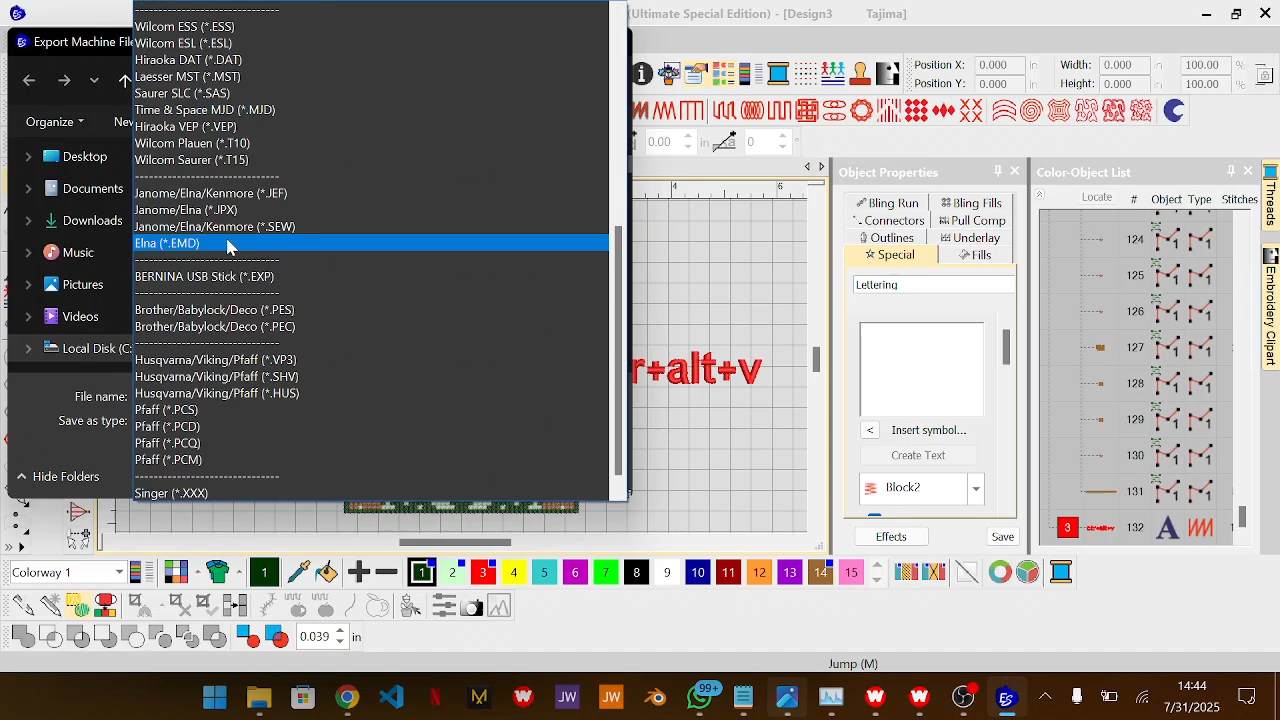 (Ultimate Special Edition) - [Design3 Tajima]
Export Machine File
Organize
New
Desktop
Documents
Downloads
Music
Pictures
Videos
Local Disk (C:
File name:
Save as type:
Hide Folders
Wilcom ESS (*.ESS)
Wilcom ESL (*.ESL)
Hiraoka DAT (*.DAT)
Laesser MST (*.MST)
Saurer SLC (*.SAS)
Time & Space MJD (*.MJD)
Hiraoka VEP (*.VEP)
Wilcom Plauen (*.T10)
Wilcom Saurer (*.T15)
Janome/Elna/Kenmore (*.JEF)
Janome/Elna (*.JPX)
Janome/Elna/Kenmore (*.SEW)
Elna (*.EMD)
BERNINA USB Stick (*.EXP)
Brother/Babylock/Deco (*.PES)
Brother/Babylock/Deco (*.PEC)
Husqvarna/Viking/Pfaff (*.VP3)
Husqvarna/Viking/Pfaff (*.SHV)
Husqvarna/Viking/Pfaff (*.HUS)
Pfaff (*.PCS)
Pfaff (*.PCD)
Pfaff (*.PCQ)
Pfaff (*.PCM)
Singer (*.XXX)
Position X: 0.000 Width: 0.000 100.00
Position Y: 0.000 Height: 0.000 100.00
0.00 in 0 °
4 6
r+alt+v
Object Properties
Bling Run Bling Fills
Connectors Pull Comp
Outlines Underlay
Special Fills
Lettering
< Insert symbol...
Create Text
Block2
Effects Save
Color-Object List
Locate # Object Type Stitches
124
125
126
127
128
129
130
131
3 132 A
Threads
Embroidery Clipart
Colorway 1 1 1 2 3 4 5 6 7 8 9 10 11 12 13 14 15
0.039 in
Jump (M)
99+
14:44
7/31/2025